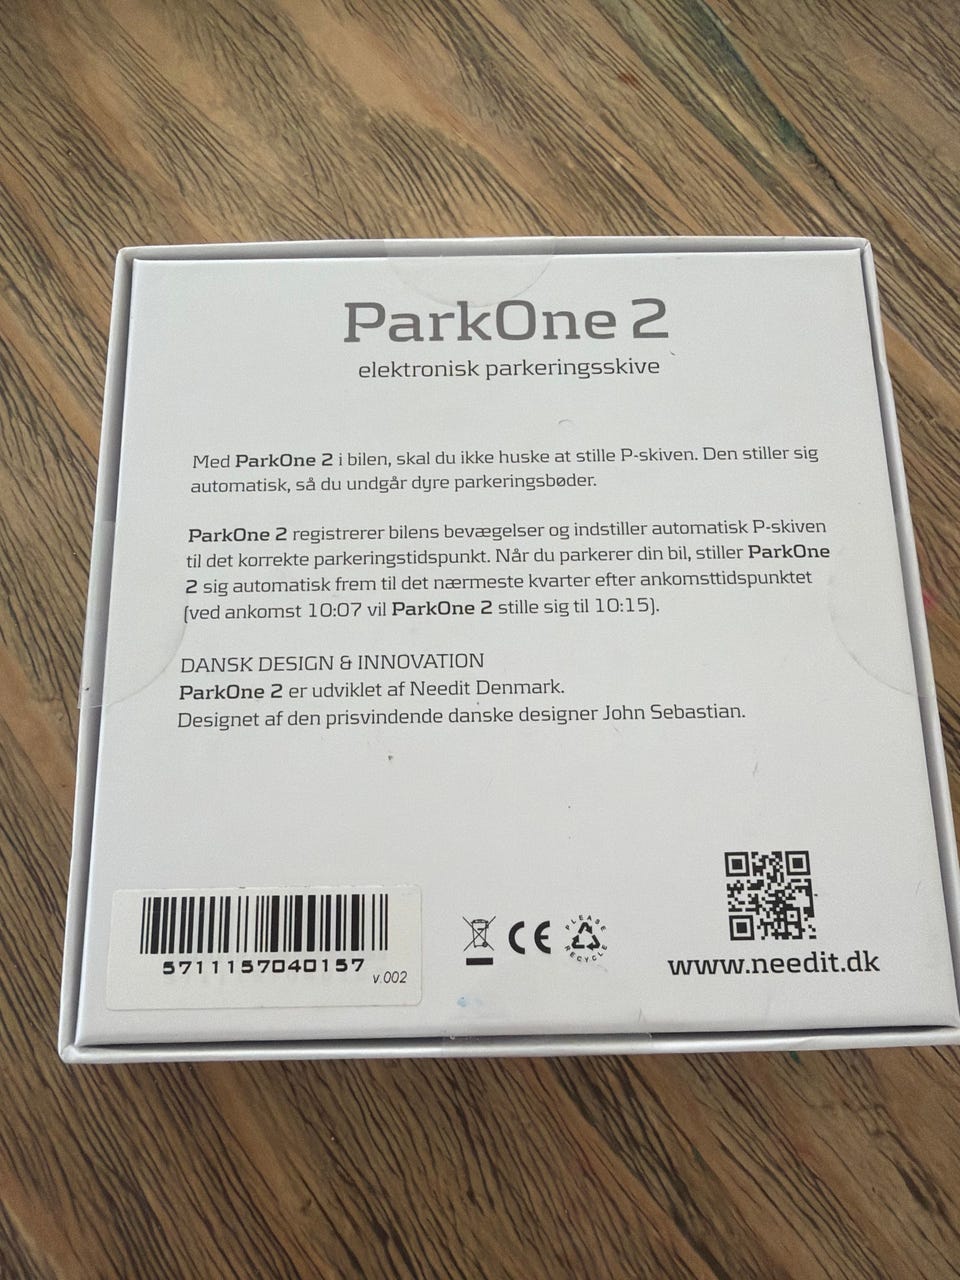 ParkOne 2
elektronisk parkeringsskive
Med ParkOne 2 i bilen, skal du ikke huske at stille P-skiven. Den stiller sig
automatisk, så du undgår dyre parkeringsbøder.
ParkOne 2 registrerer bilens bevægelser og indstiller automatisk P-skiven
til det korrekte parkeringstidspunkt. Når du parkerer din bil, stiller ParkOne
2 sig automatisk frem til det nærmeste kvarter efter ankomsttidspunktet
(ved ankomst 10:07 vil ParkOne 2 stille sig til 10:15).
DANSK DESIGN & INNOVATION
ParkOne 2 er udviklet af Needit Denmark.
Designet af den prisvindende danske designer John Sebastian.
5711157040157
v.002
CE
PLEASE
RECYCLE
www.needit.dk